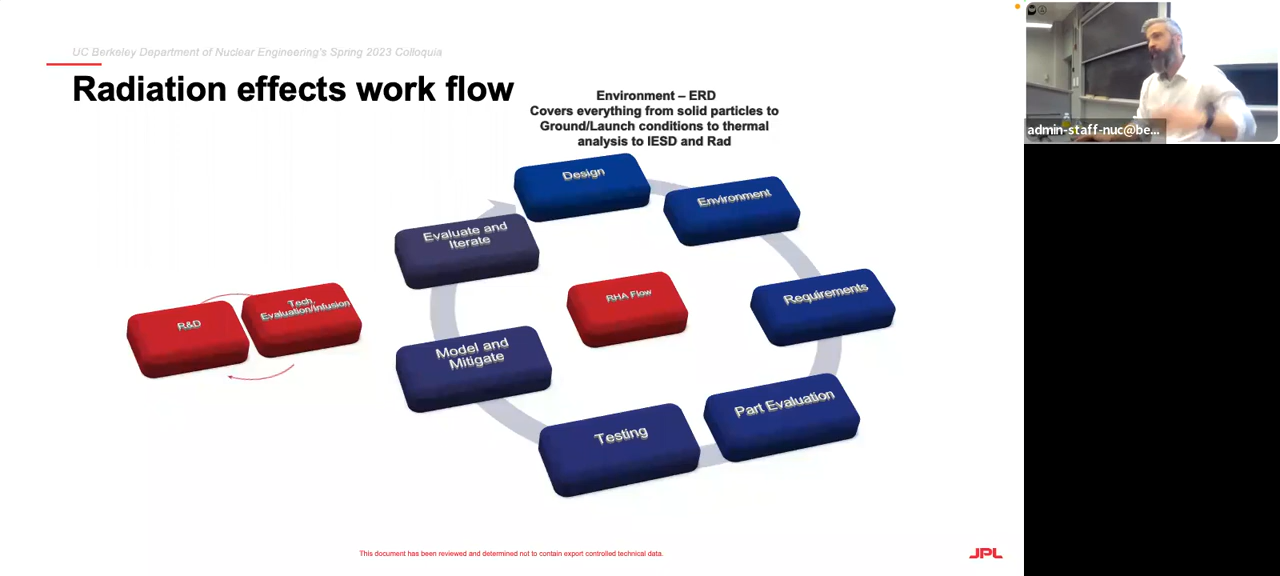 UC Berkeley Department of Nuclear Engineering's Spring 2023 Colloquia
Radiation effects work flow
Environment – ERD
Covers everything from solid particles to
Ground/Launch conditions to thermal
analysis to IESD and Rad
Design
Environment
Evaluate and
Iterate
Requirements
RHA Flow
Tech.
Evaluation/Infusion
R&D
Model and
Mitigate
Part Evaluation
Testing
This document has been reviewed and determined not to contain export controlled technical data.
JPL
admin-staff-nuc@be...